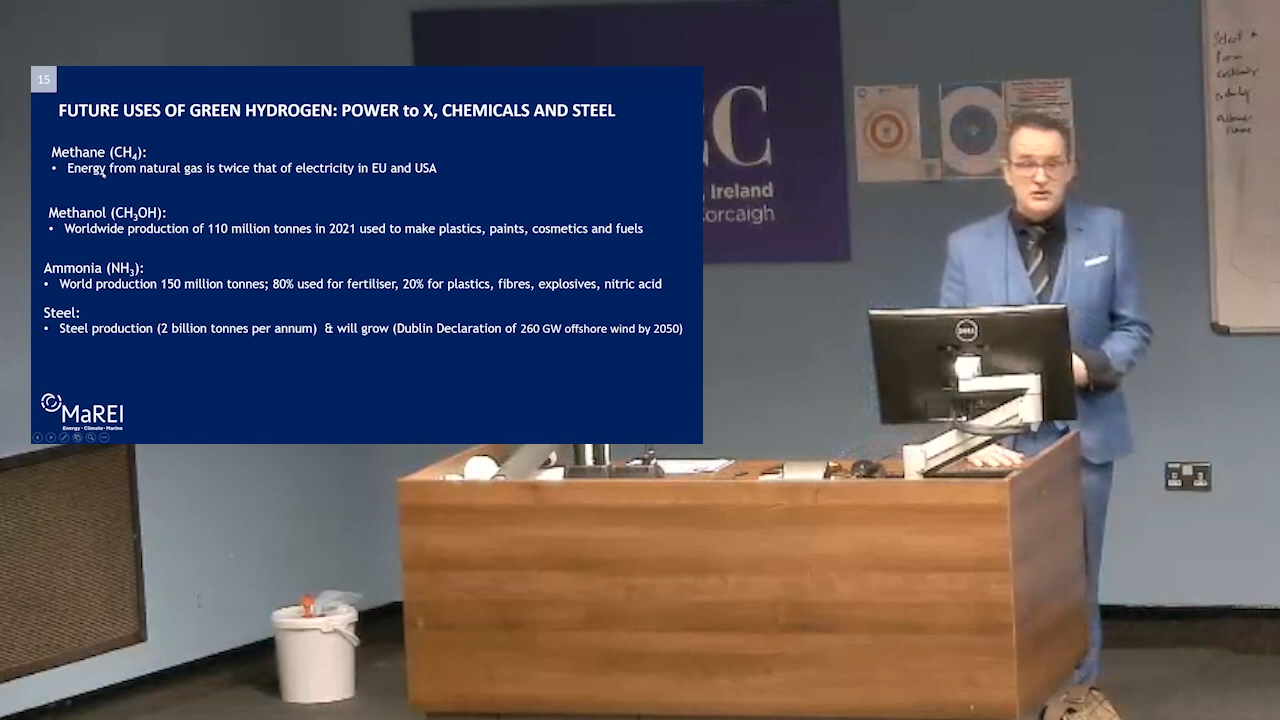 15
FUTURE USES OF GREEN HYDROGEN: POWER to X, CHEMICALS AND STEEL
Methane (CH₄):
• Energy from natural gas is twice that of electricity in EU and USA
Methanol (CH₃OH):
• Worldwide production of 110 million tonnes in 2021 used to make plastics, paints, cosmetics and fuels
Ammonia (NH₃):
• World production 150 million tonnes; 80% used for fertiliser, 20% for plastics, fibres, explosives, nitric acid
Steel:
• Steel production (2 billion tonnes per annum) & will grow (Dublin Declaration of 260 GW offshore wind by 2050)
MaREI
Energy · Climate · Marine
C
, Ireland
orcaigh
DELL
Select